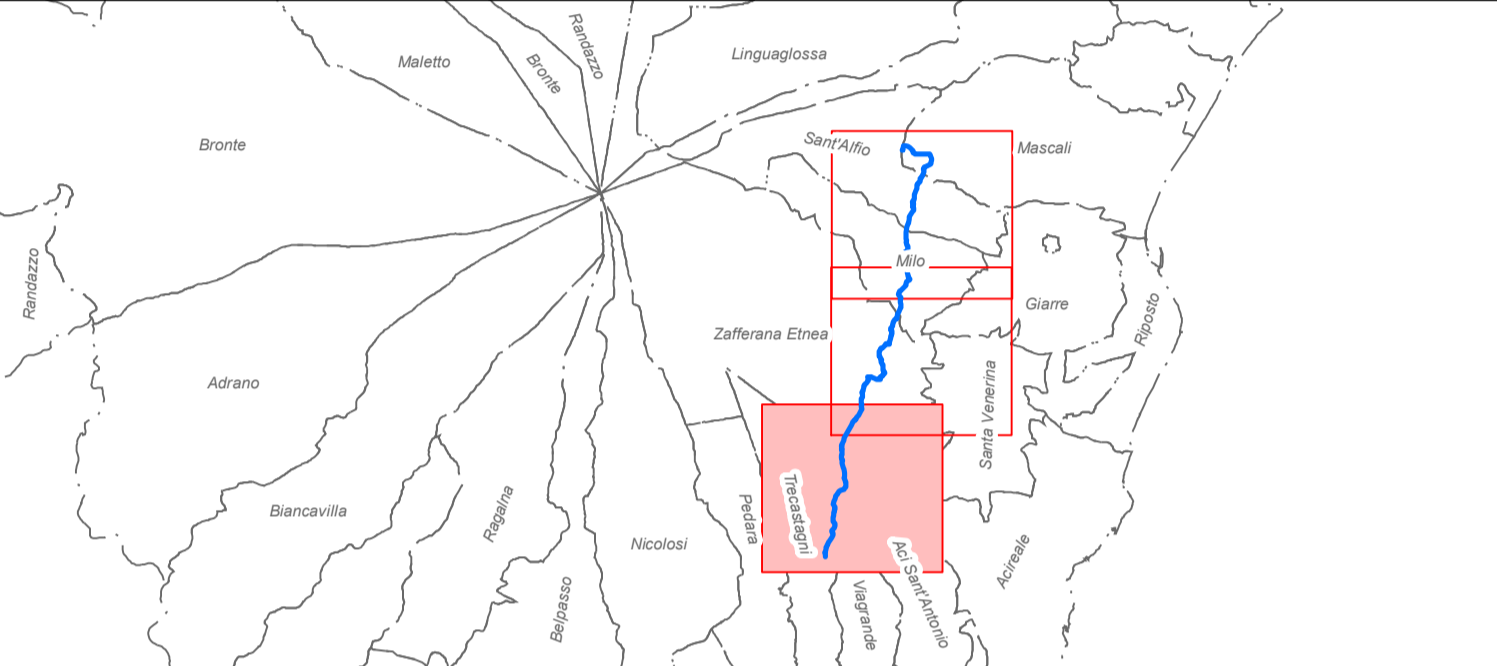 Randazzo
Linguaglossa
Maletto
Bronte
Bronte
Sant'Alfio
Mascali
Milo
Randazzo
Giarre
Riposto
Zafferana Etnea
Adrano
Santa Venerina
Biancavilla
Ragalna
Trecastagni
Pedara
Nicolosi
Acireale
Aci Sant'Antonio
Belpasso
Viagrande